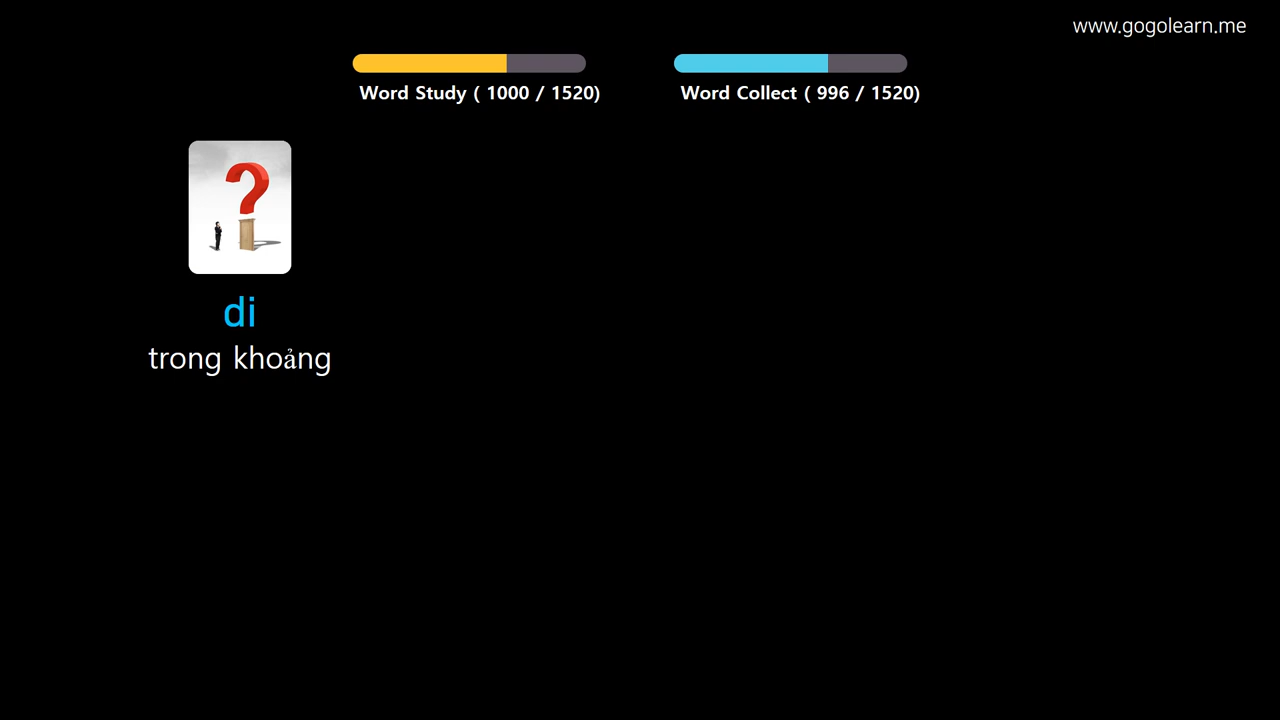 www.gogolearn.me
Word Study ( 1000 / 1520)
Word Collect ( 996 / 1520)
di
trong khoảng